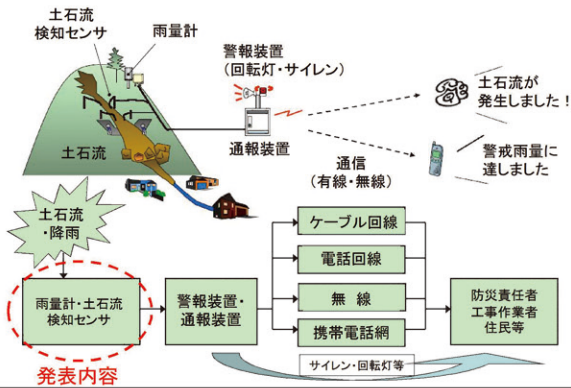 土石流
検知センサ
雨量計
警報装置
(回転灯・サイレン)
土石流が
発生しました!
土石流
通報装置
通信
(有線・無線)
警戒雨量に
達しました
土石流
・降雨
ケーブル回線
電話回線
雨量計・土石流
検知センサ
警報装置・
通報装置
無 線
防災責任者
工事作業者
住民等
携帯電話網
サイレン・回転灯等
発表内容